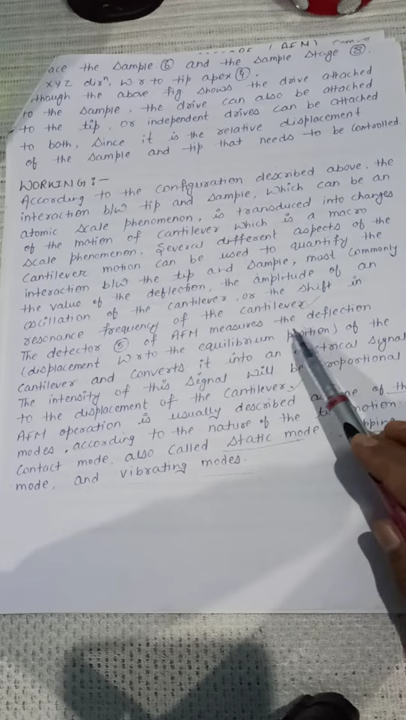 (AFM)
ace the Sample ⑥ and the Sample Stage ⑧.
xyz dirⁿ, w r to tip apex ④.
though the above fig shows the drive attached
to the Sample, the drive can also be attached
to the tip, or independent drives can be attached
to both, Since it is the relative displacement
of the Sample and tip that needs to be controlled.
WORKING :-
According to the configuration described above, the
interaction b/w tip and Sample, which can be an
atomic Scale phenomenon, is transduced into changes
of the motion of cantilever which is a macro
Scale phenomenon. Several different aspects of the
cantilever motion can be used to quantify the
interaction b/w the tip and Sample, most commonly
the value of the deflection, the amplitude of an
oscillation of the cantilever, or the shift in
resonance frequency of the cantilever
The detector ⑤ of AFM measures the deflection
(displacement w r to the equilibrium) of the
cantilever and converts it into an signal
The intensity of this Signal will be proportional
to the displacement of the cantilever.
AFM operation is usually described as one of
modes, according to the nature of the motion
Contact mode, also called Static mode
mode, and vibrating modes.